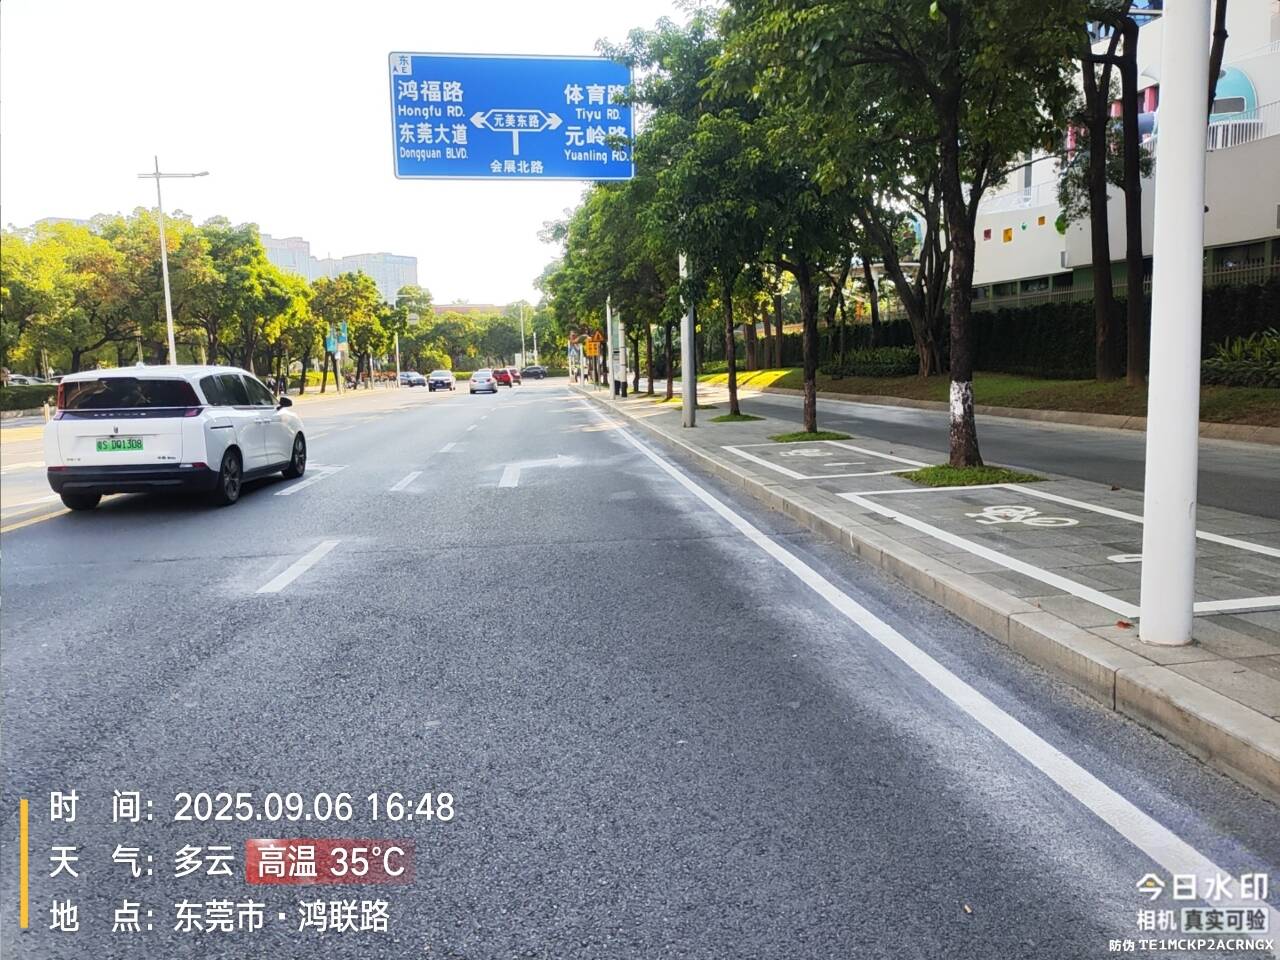 东
E
鸿福路
Hongfu RD.
东莞大道
Dongguan BLVD.
元美东路
会展北路
体育路
Tiyu RD.
元岭路
Yuanling RD.
粤S DQ1308
时 间：2025.09.06 16:48
天 气：多云 高温 35℃
地 点：东莞市·鸿联路
今日水印
相机 真实可验
防伪 TE1MCKP2ACRNGX